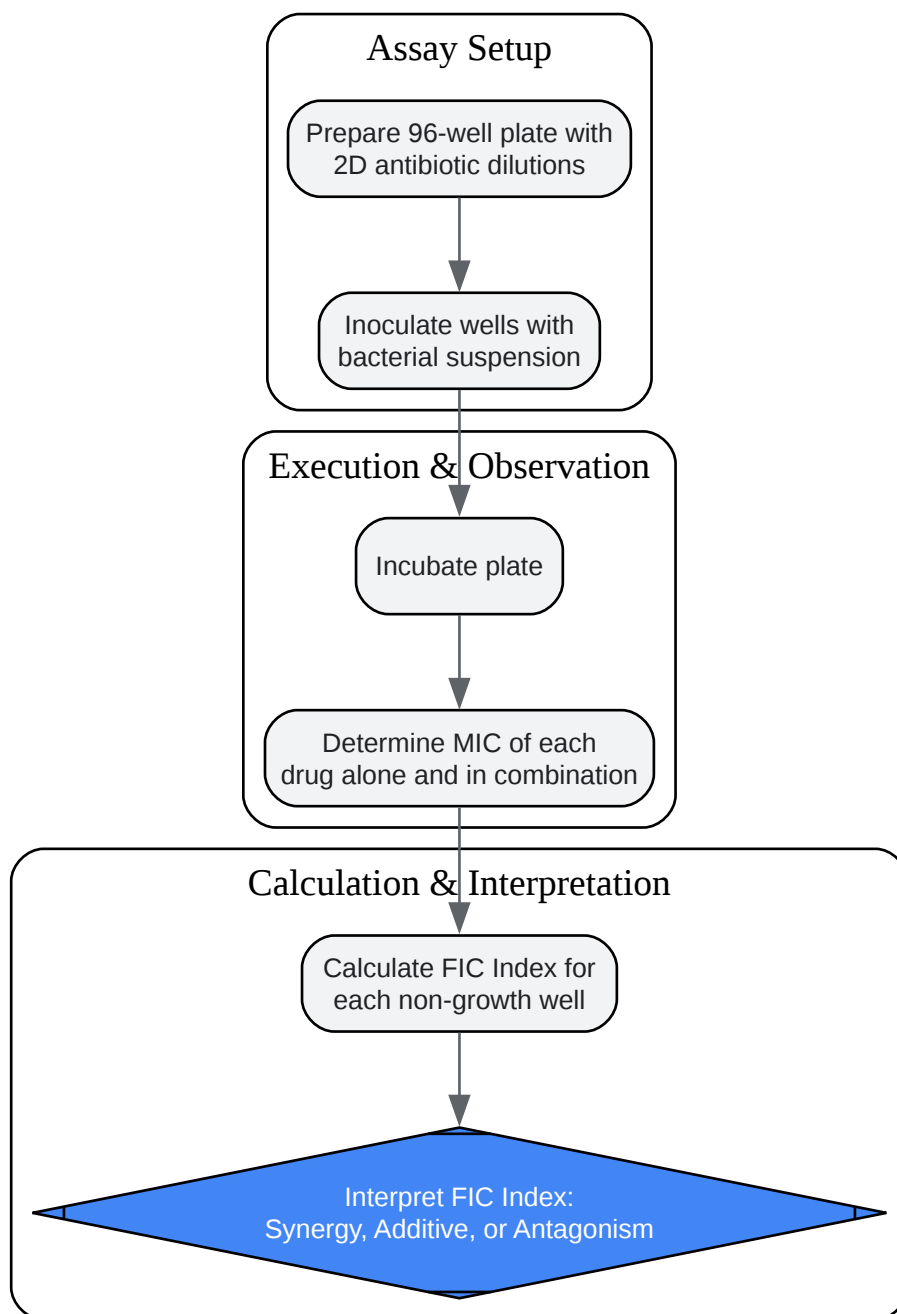 Assay Setup
Prepare 96-well plate with
2D antibiotic dilutions
Inoculate wells with
bacterial suspension
Execution & Observation
Incubate plate
Determine MIC of each
drug alone and in combination
Calculation & Interpretation
Calculate FIC Index for
each non-growth well
Interpret FIC Index:
Synergy, Additive, or Antagonism